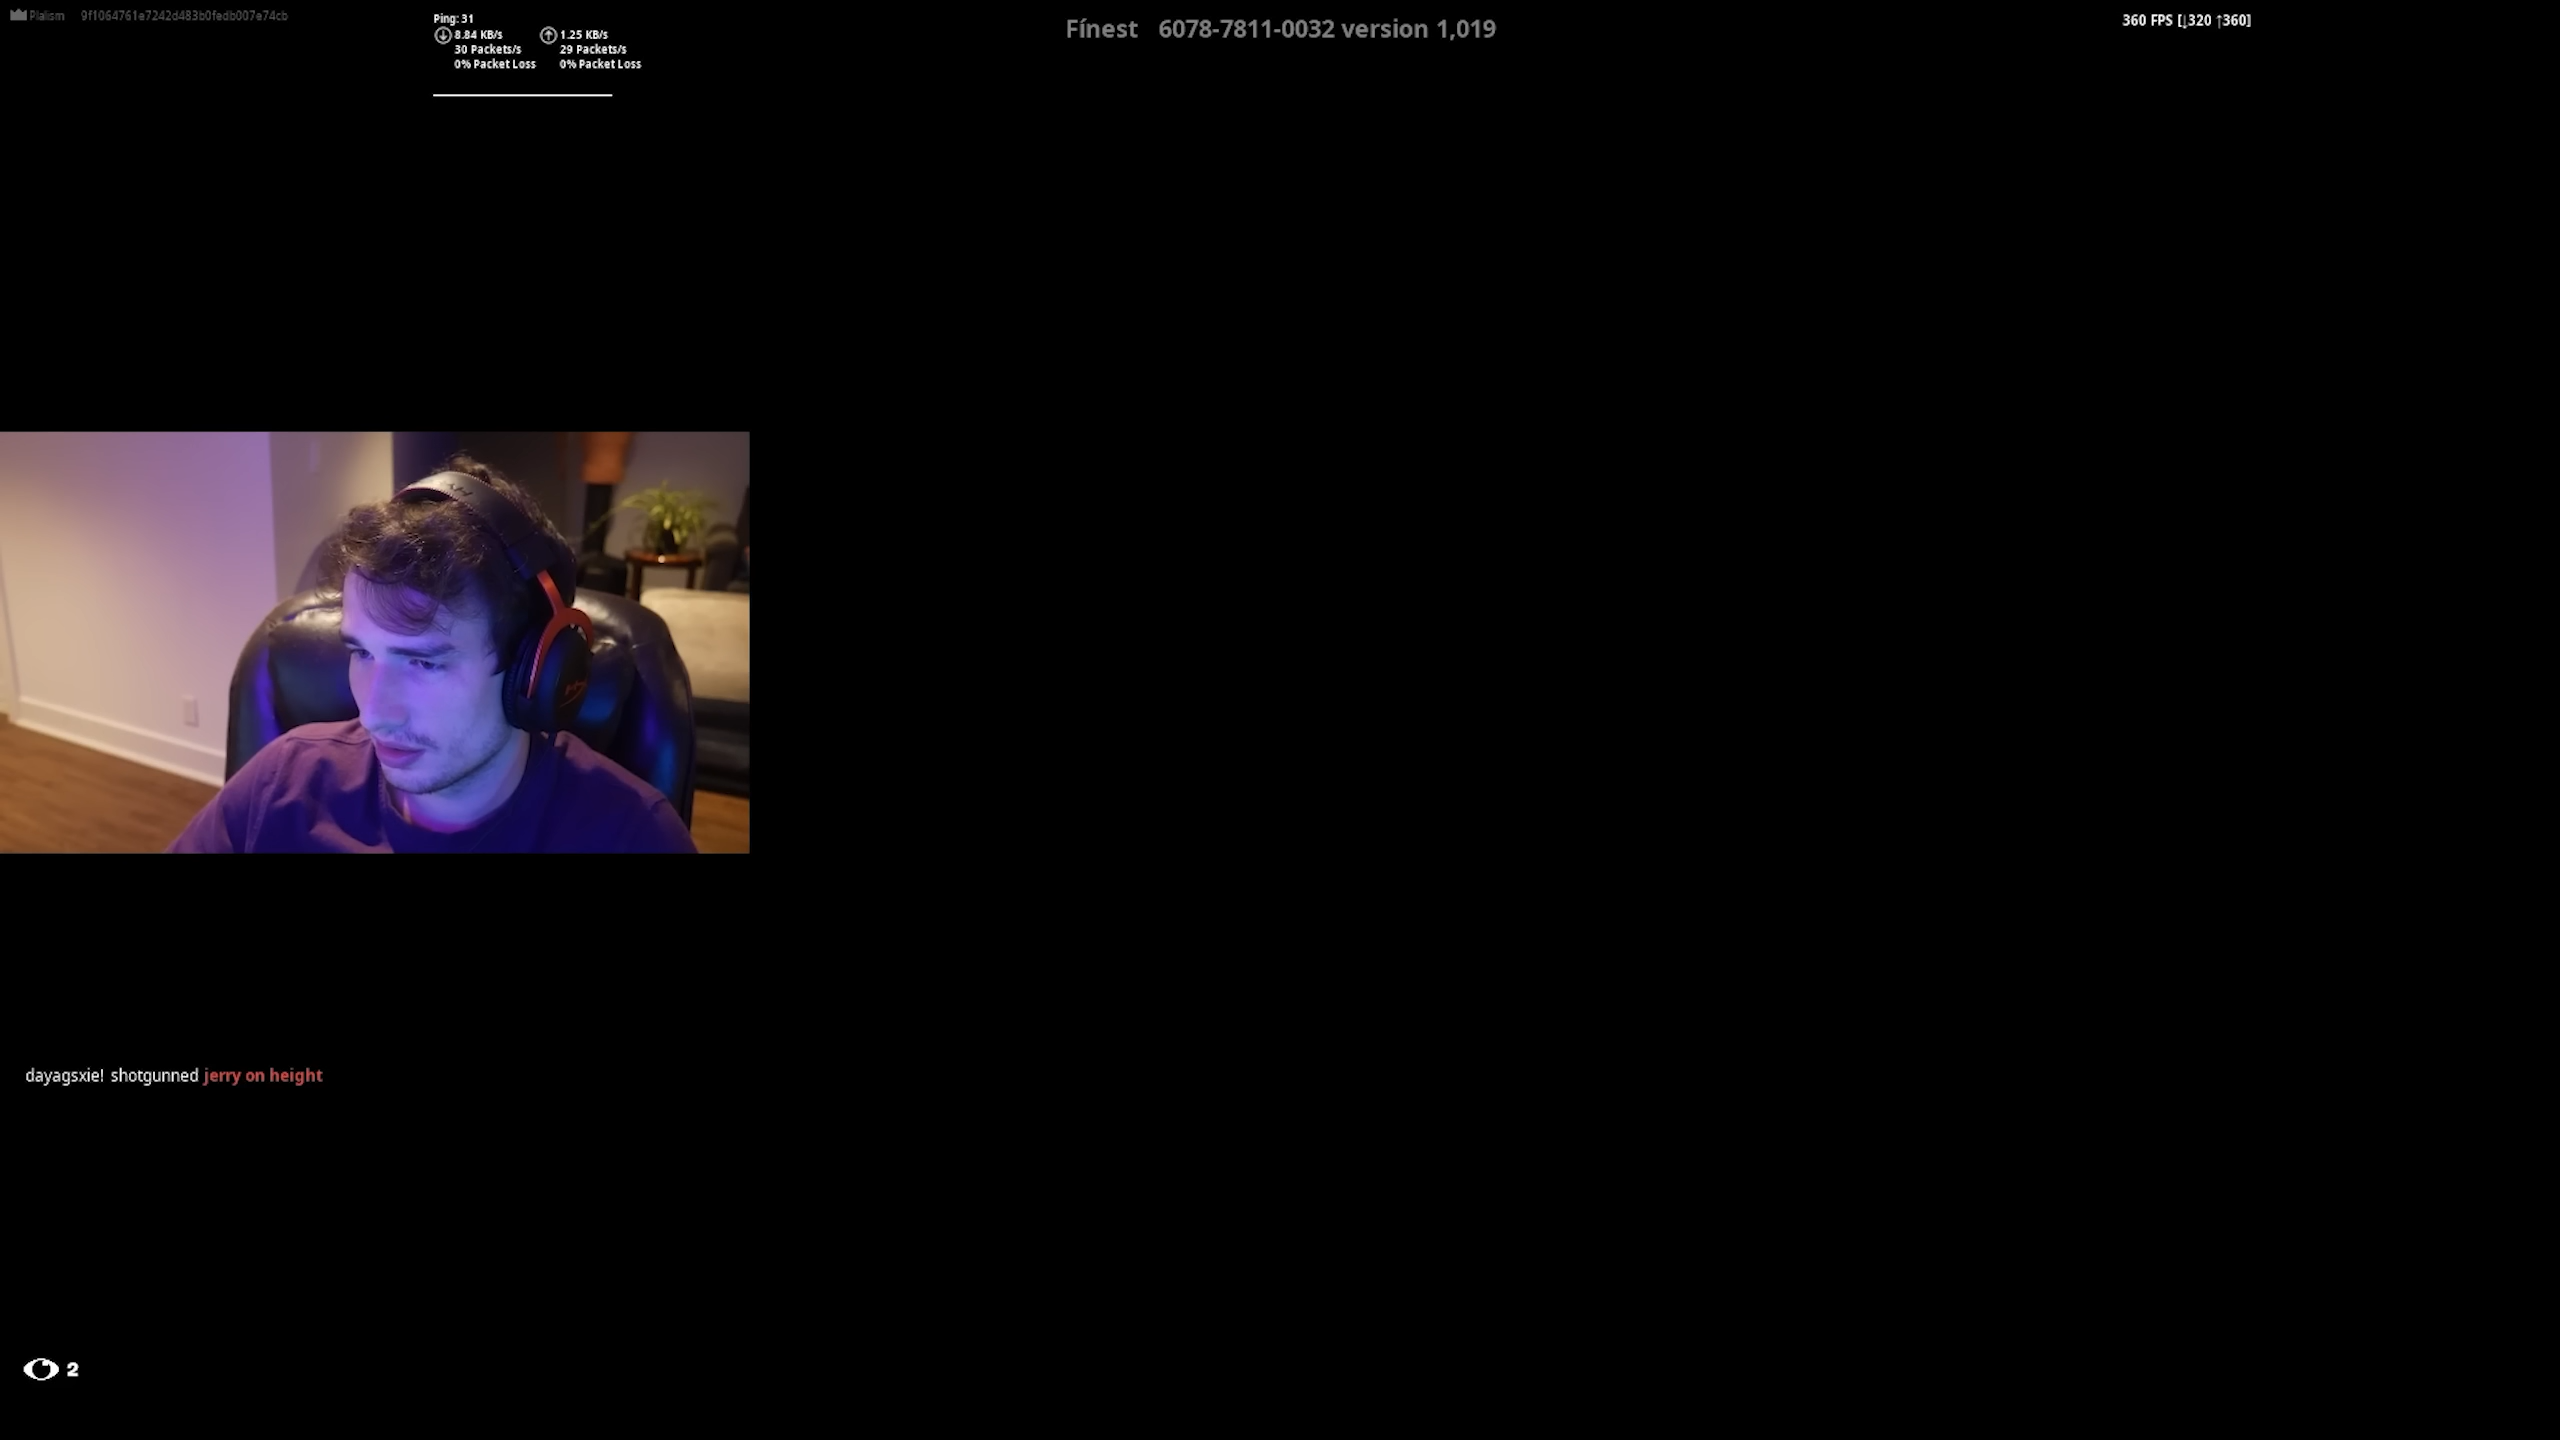 Plalism 9f1064761e7242d483b0fedb007e74cb
Ping: 31
8.84 KB/s 1.25 KB/s
30 Packets/s 29 Packets/s
0% Packet Loss 0% Packet Loss
Fínest 6078-7811-0032 version 1,019
360 FPS [↓320 ↑360]
dayagsxie! shotgunned jerry on height
2